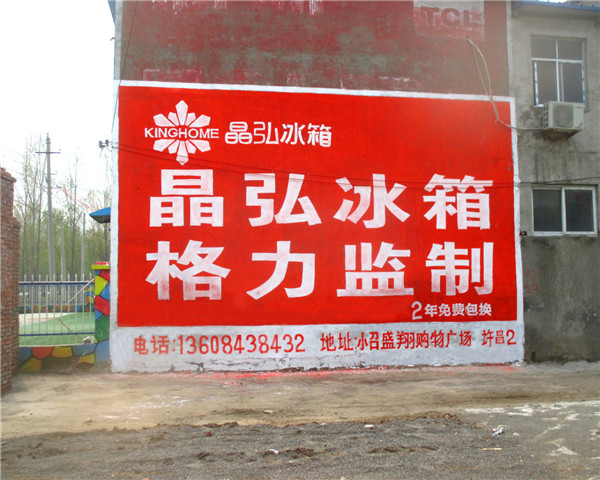 TCL
KINGHOME 晶弘冰箱
晶弘冰箱
格力监制
2年免费包换
电话:13608438432 地址:小召盛翔购物广场 许昌2